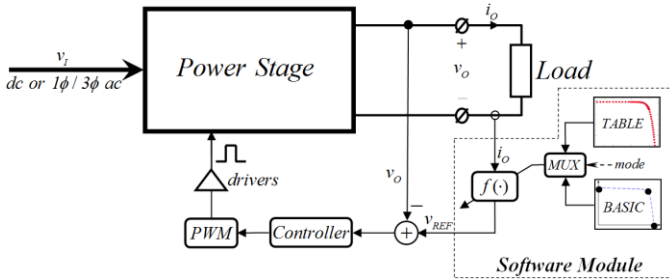 v_I
dc or 1ϕ / 3ϕ ac
Power Stage
i_O
+
v_O
–
Load
drivers
v_O
i_O
TABLE
MUX
mode
f(·)
BASIC
–
v_REF
PWM
Controller
+
Software Module